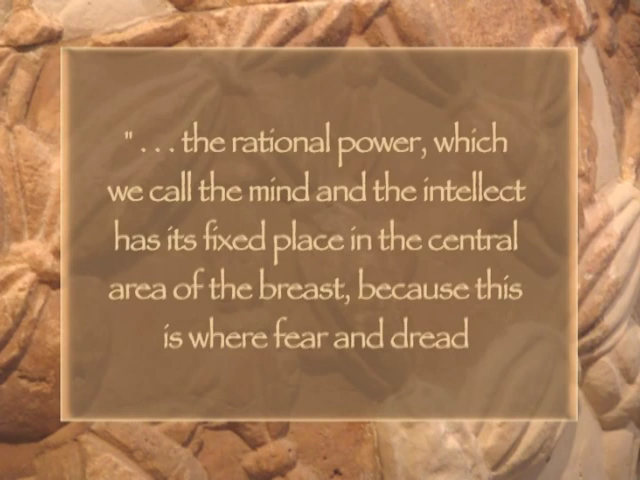 " . . . the rational power, which
we call the mind and the intellect
has its fixed place in the central
area of the breast, because this
is where fear and dread